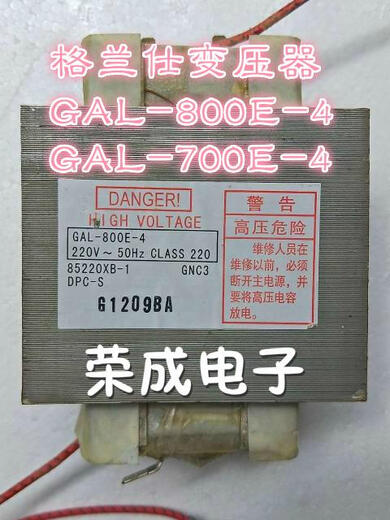 格兰仕变压器
GAL-800E-4
GAL-700E-4
DANGER!
HIGH VOLTAGE
GAL-800E-4
220V～50Hz CLASS 220
85220XB-1 GNC3
DPC-S
G1209BA
警告
高压危险
维修人员在
维修以前，必须
断开主电源，并
要将高压电容
放电。
荣成电子